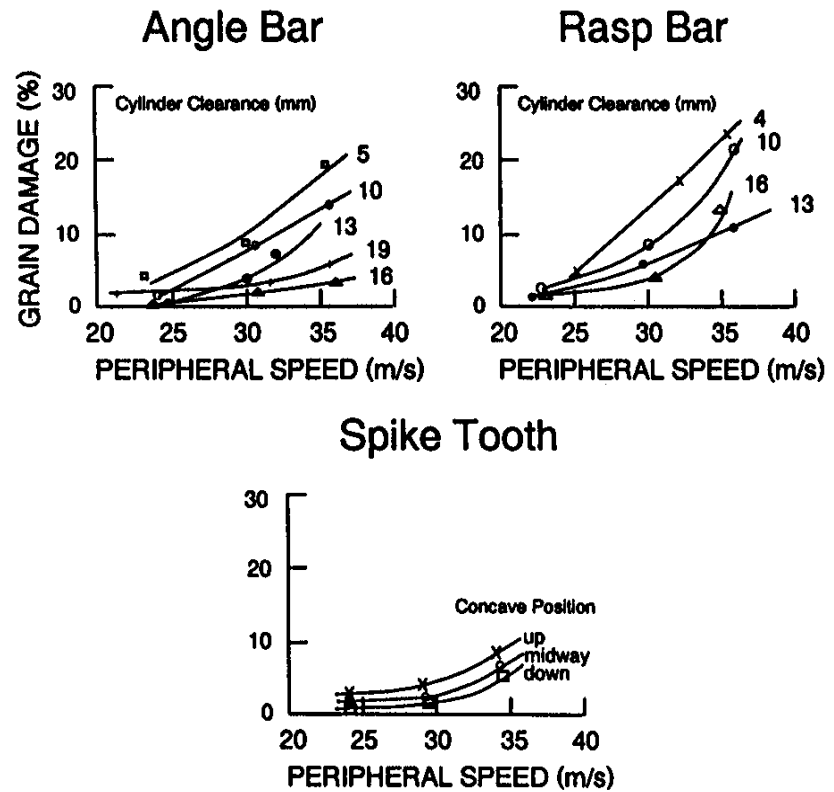 Angle Bar
GRAIN DAMAGE (%)
30
20
10
0
Cylinder Clearance (mm)
5
10
13
19
16
20 25 30 35 40
PERIPHERAL SPEED (m/s)
Rasp Bar
30
20
10
0
Cylinder Clearance (mm)
4
10
16
13
20 25 30 35 40
PERIPHERAL SPEED (m/s)
Spike Tooth
30
20
10
0
Concave Position
up
midway
down
20 25 30 35 40
PERIPHERAL SPEED (m/s)